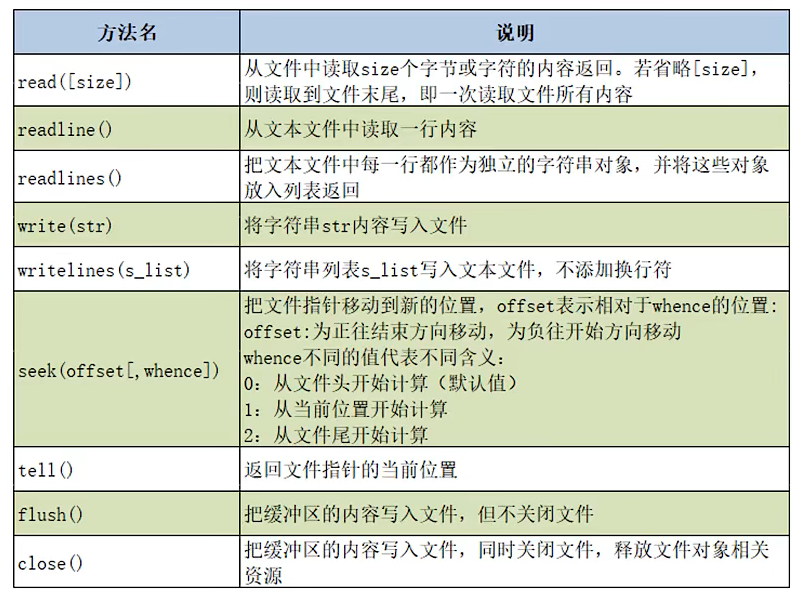 方法名
说明
read([size])
从文件中读取size个字节或字符的内容返回。若省略[size]，
则读取到文件末尾，即一次读取文件所有内容
readline()
从文本文件中读取一行内容
readlines()
把文本文件中每一行都作为独立的字符串对象，并将这些对象
放入列表返回
write(str)
将字符串str内容写入文件
writelines(s_list)
将字符串列表s_list写入文本文件，不添加换行符
seek(offset[,whence])
把文件指针移动到新的位置，offset表示相对于whence的位置:
offset:为正往结束方向移动，为负往开始方向移动
whence不同的值代表不同含义:
0: 从文件头开始计算（默认值）
1: 从当前位置开始计算
2: 从文件尾开始计算
tell()
返回文件指针的当前位置
flush()
把缓冲区的内容写入文件，但不关闭文件
close()
把缓冲区的内容写入文件，同时关闭文件，释放文件对象相关
资源